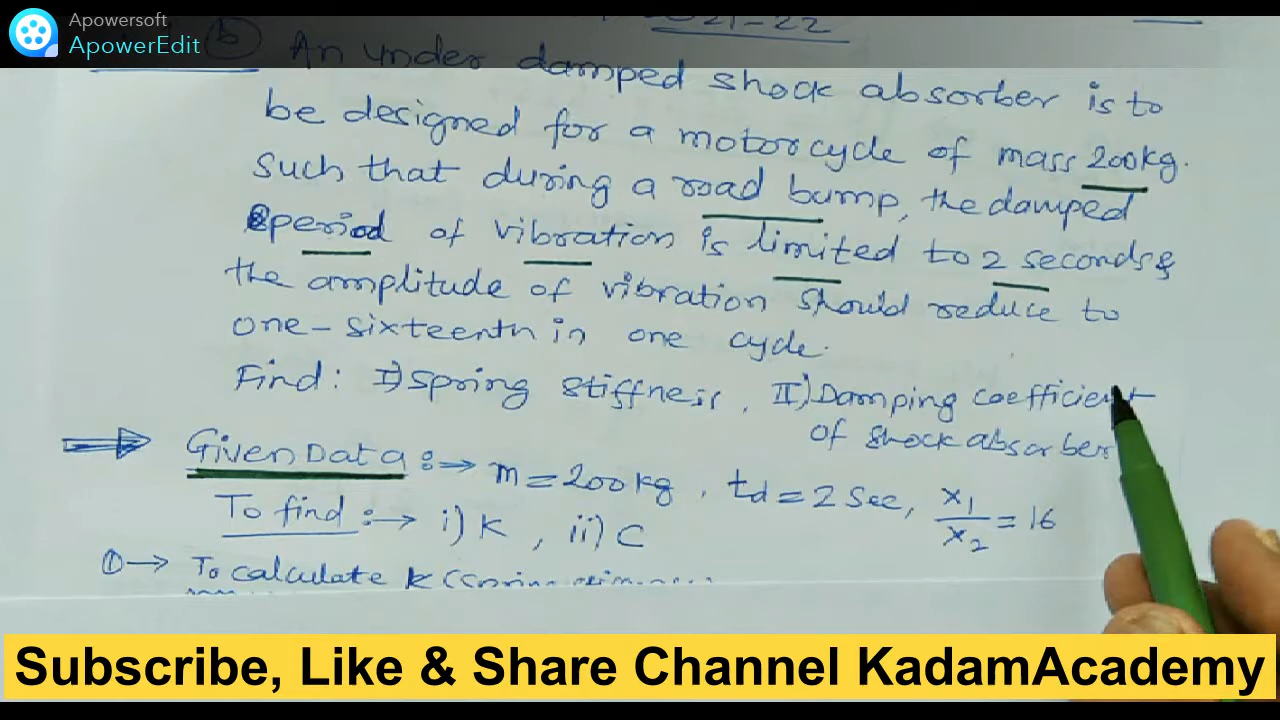 Apowersoft
ApowerEdit
2021-22
b) An under damped shock absorber is to
be designed for a motorcycle of mass 200kg.
Such that during a road bump, the damped
period of vibration is limited to 2 seconds &
the amplitude of vibration should reduce to
one-sixteenth in one cycle.
Find: I) Spring stiffness, II) Damping coefficient
of shock absorber
Given Data :→ m = 200kg, td = 2 Sec, x1/x2 = 16
To find :→ i) K, ii) C
①→ To calculate K
Subscribe, Like & Share Channel KadamAcademy